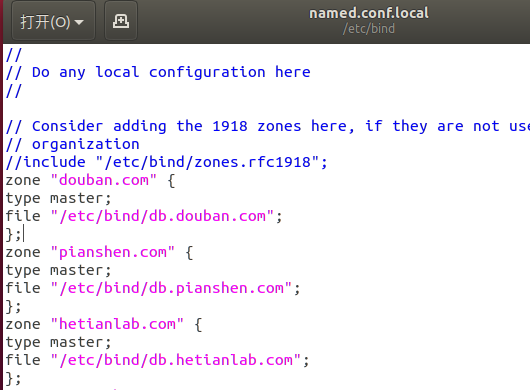 打开(O)
named.conf.local
/etc/bind
//
// Do any local configuration here
//
// Consider adding the 1918 zones here, if they are not use
// organization
//include "/etc/bind/zones.rfc1918";
zone "douban.com" {
type master;
file "/etc/bind/db.douban.com";
};
zone "pianshen.com" {
type master;
file "/etc/bind/db.pianshen.com";
};
zone "hetianlab.com" {
type master;
file "/etc/bind/db.hetianlab.com";
};